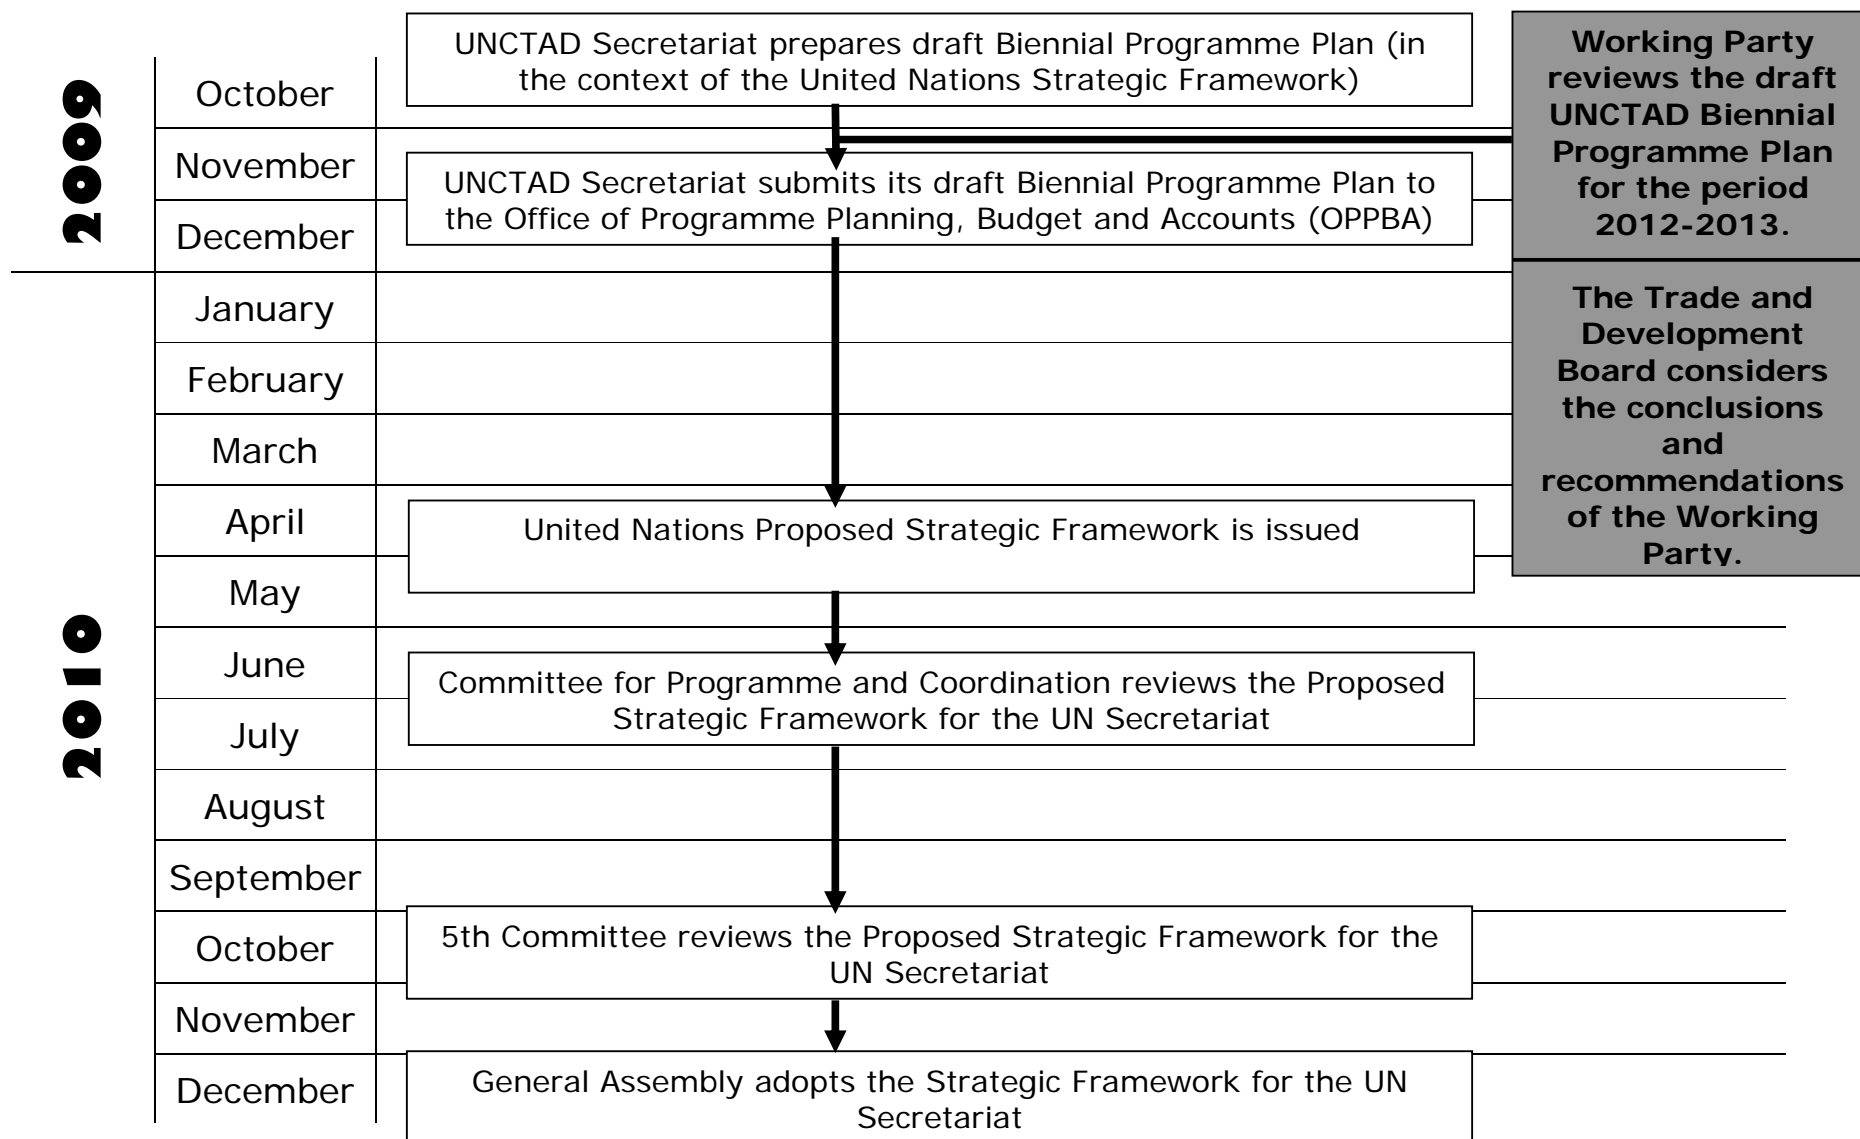 2009
October
November
December
2010
January
February
March
April
May
June
July
August
September
October
November
December
UNCTAD Secretariat prepares draft Biennial Programme Plan (in
the context of the United Nations Strategic Framework)
UNCTAD Secretariat submits its draft Biennial Programme Plan to
the Office of Programme Planning, Budget and Accounts (OPPBA)
United Nations Proposed Strategic Framework is issued
Committee for Programme and Coordination reviews the Proposed
Strategic Framework for the UN Secretariat
5th Committee reviews the Proposed Strategic Framework for the
UN Secretariat
General Assembly adopts the Strategic Framework for the UN
Secretariat
Working Party
reviews the draft
UNCTAD Biennial
Programme Plan
for the period
2012-2013.
The Trade and
Development
Board considers
the conclusions
and
recommendations
of the Working
Party.